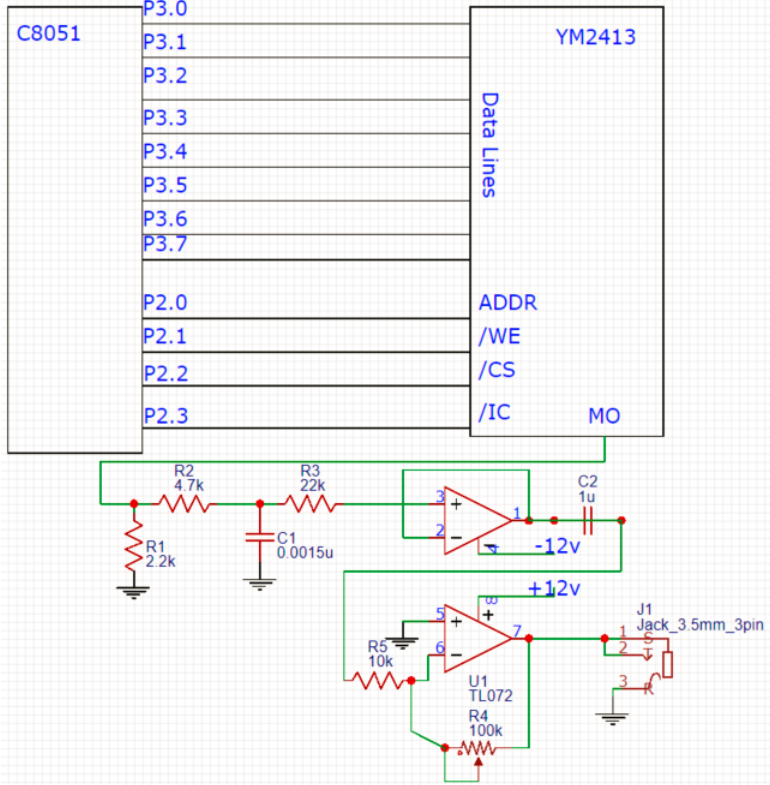 P3.0
C8051
YM2413
P3.1
P3.2
Data Lines
P3.3
P3.4
P3.5
P3.6
P3.7
P2.0
ADDR
P2.1
/WE
P2.2
/CS
P2.3
/IC
MO
R2
4.7k
R3
22k
C2
1u
3
+
1
2
−
R1
2.2k
C1
0.0015u
4
-12v
+12v
8
+
5
+
7
6
−
R5
10k
J1
Jack_3.5mm_3pin
1
S
2
T
3
R
U1
TL072
R4
100k